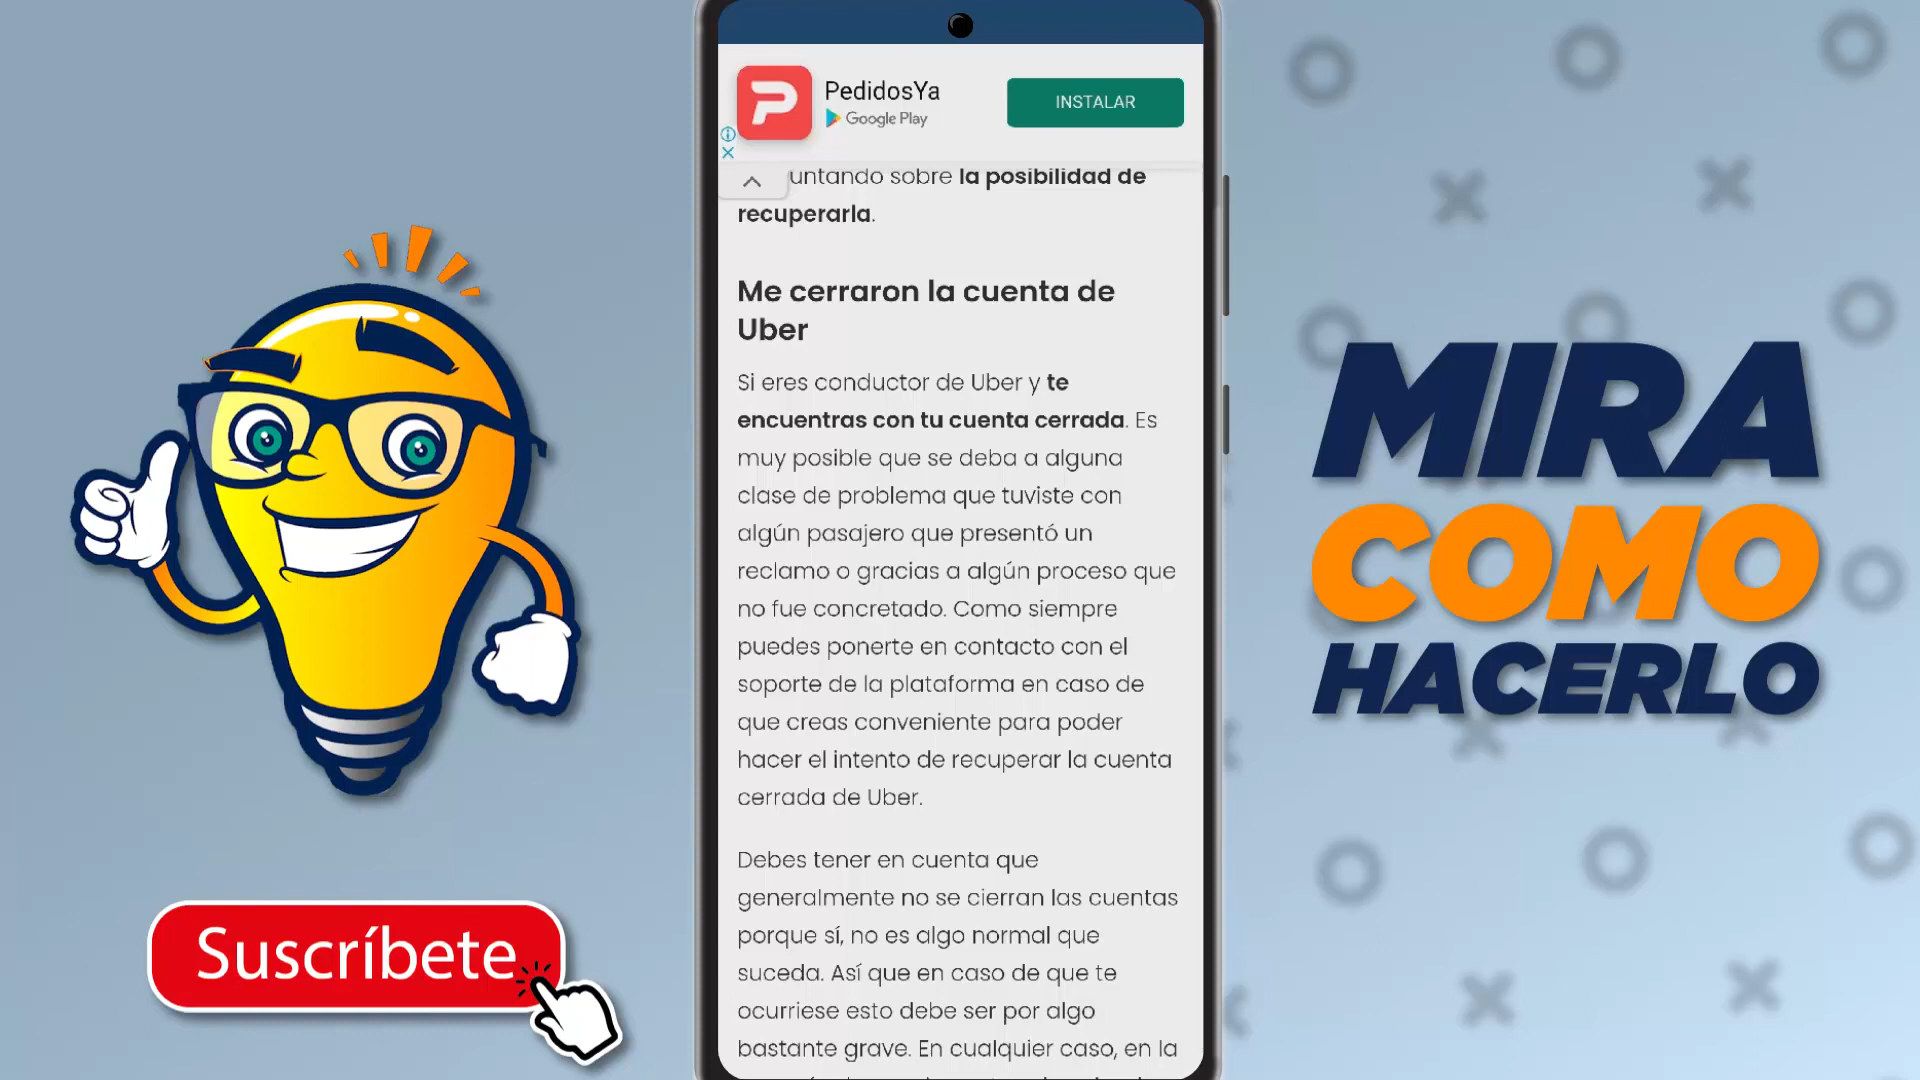 PedidosYa
Google Play
INSTALAR
untando sobre la posibilidad de
recuperarla.
Me cerraron la cuenta de
Uber
Si eres conductor de Uber y te
encuentras con tu cuenta cerrada. Es
muy posible que se deba a alguna
clase de problema que tuviste con
algún pasajero que presentó un
reclamo o gracias a algún proceso que
no fue concretado. Como siempre
puedes ponerte en contacto con el
soporte de la plataforma en caso de
que creas conveniente para poder
hacer el intento de recuperar la cuenta
cerrada de Uber.
Debes tener en cuenta que
generalmente no se cierran las cuentas
porque sí, no es algo normal que
suceda. Así que en caso de que te
ocurriese esto debe ser por algo
bastante grave. En cualquier caso, en la
Suscríbete
MIRA
COMO
HACERLO